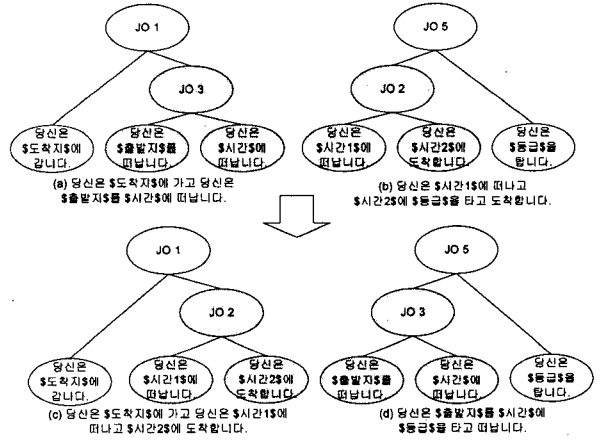 JO 1
JO 5
JO 3
JO 2
당신은
$도착지$에
갑니다.
당신은
$출발지$를
떠납니다.
당신은
$시간$에
떠납니다.
당신은
$시간1$에
떠납니다.
당신은
$시간2$에
도착합니다.
당신은
$등급$을
탑니다.
(a) 당신은 $도착지$에 가고 당신은
$출발지$를 $시간$에 떠납니다.
(b) 당신은 $시간1$에 떠나고
$시간2$에 $등급$을 타고 도착합니다.
JO 1
JO 5
JO 2
JO 3
당신은
$도착지$에
갑니다.
당신은
$시간1$에
떠납니다.
당신은
$시간2$에
도착합니다.
당신은
$출발지$를
떠납니다.
당신은
$시간$에
떠납니다.
당신은
$등급$을
탑니다.
(c) 당신은 $도착지$에 가고 당신은 $시간1$에
떠나고 $시간2$에 도착합니다.
(d) 당신은 $출발지$를 $시간$에
$등급$을 타고 떠납니다.